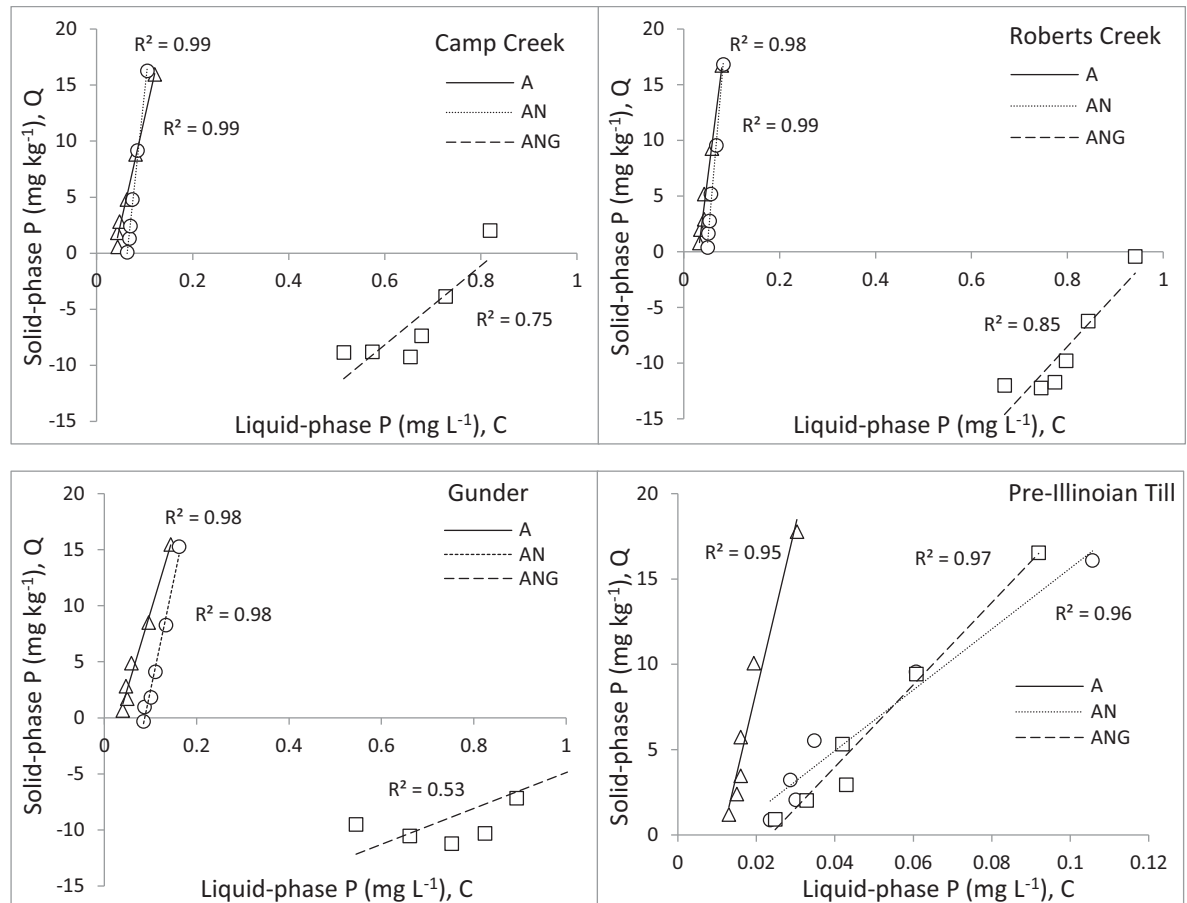 Camp Creek
R² = 0.99
A
AN
ANG
R² = 0.99
R² = 0.75
Solid-phase P (mg kg⁻¹), Q
20
15
10
5
0
-5
-10
-15
0 0.2 0.4 0.6 0.8 1
Liquid-phase P (mg L⁻¹), C
Roberts Creek
R² = 0.98
A
AN
ANG
R² = 0.99
R² = 0.85
Solid-phase P (mg kg⁻¹), Q
20
15
10
5
0
-5
-10
-15
0 0.2 0.4 0.6 0.8 1
Liquid-phase P (mg L⁻¹), C
Gunder
R² = 0.98
A
AN
ANG
R² = 0.98
R² = 0.53
Solid-phase P (mg kg⁻¹), Q
20
15
10
5
0
-5
-10
-15
0 0.2 0.4 0.6 0.8 1
Liquid-phase P (mg L⁻¹), C
Pre-Illinoian Till
R² = 0.95
R² = 0.97
R² = 0.96
A
AN
ANG
Solid-phase P (mg kg⁻¹), Q
20
15
10
5
0
0 0.02 0.04 0.06 0.08 0.1 0.12
Liquid-phase P (mg L⁻¹), C